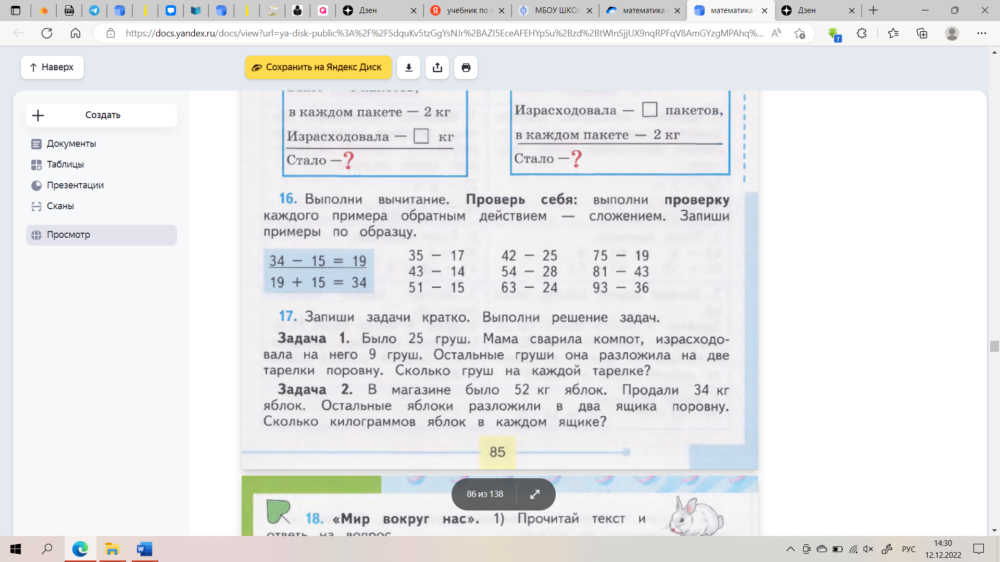 Дзен
учебник по м
МБОУ ШКОЛ
математика
математика
Дзен
https://docs.yandex.ru/docs/view?url=ya-disk-public%3A%2F%2FSdquKv5tzGgYsNJr%2BAZI5EceAFEHYpSu%2Bzd%2BtWlnSjjUX9nqRPFqV8AmGYzgMPAhq%...
Наверх
Сохранить на Яндекс Диск
Создать
Документы
Таблицы
Презентации
Сканы
Просмотр
в каждом пакете — 2 кг
Израсходовала — кг
Стало — ?
Израсходовала — пакетов,
в каждом пакете — 2 кг
Стало — ?
16. Выполни вычитание. Проверь себя: выполни проверку
каждого примера обратным действием — сложением. Запиши
примеры по образцу.
34 − 15 = 19
19 + 15 = 34
35 − 17 42 − 25 75 − 19
43 − 14 54 − 28 81 − 43
51 − 15 63 − 24 93 − 36
17. Запиши задачи кратко. Выполни решение задач.
Задача 1. Было 25 груш. Мама сварила компот, израсходо-
вала на него 9 груш. Остальные груши она разложила на две
тарелки поровну. Сколько груш на каждой тарелке?
Задача 2. В магазине было 52 кг яблок. Продали 34 кг
яблок. Остальные яблоки разложили в два ящика поровну.
Сколько килограммов яблок в каждом ящике?
85
86 из 138
18. «Мир вокруг нас». 1) Прочитай текст и
ответь на вопрос
РУС
14:30
12.12.2022